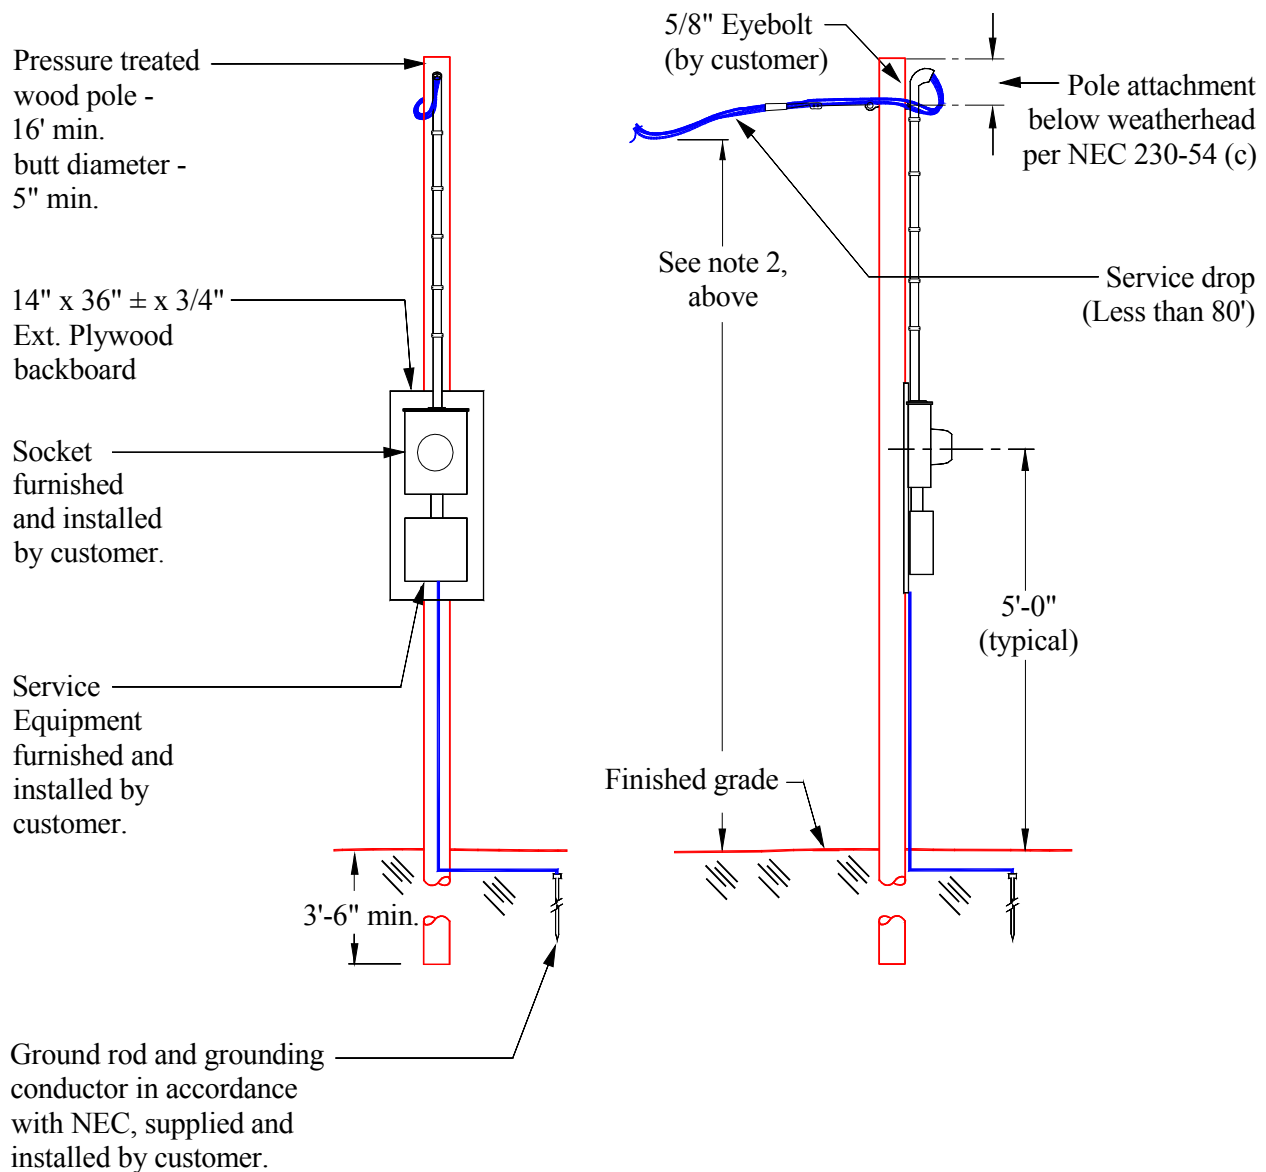 Pressure treated
wood pole -
16' min.
butt diameter -
5" min.
14" x 36" ± x 3/4"
Ext. Plywood
backboard
Socket
furnished
and installed
by customer.
Service
Equipment
furnished and
installed by
customer.
3'-6" min.
Ground rod and grounding
conductor in accordance
with NEC, supplied and
installed by customer.
5/8" Eyebolt
(by customer)
Pole attachment
below weatherhead
per NEC 230-54 (c)
See note 2,
above
Service drop
(Less than 80')
5'-0"
(typical)
Finished grade